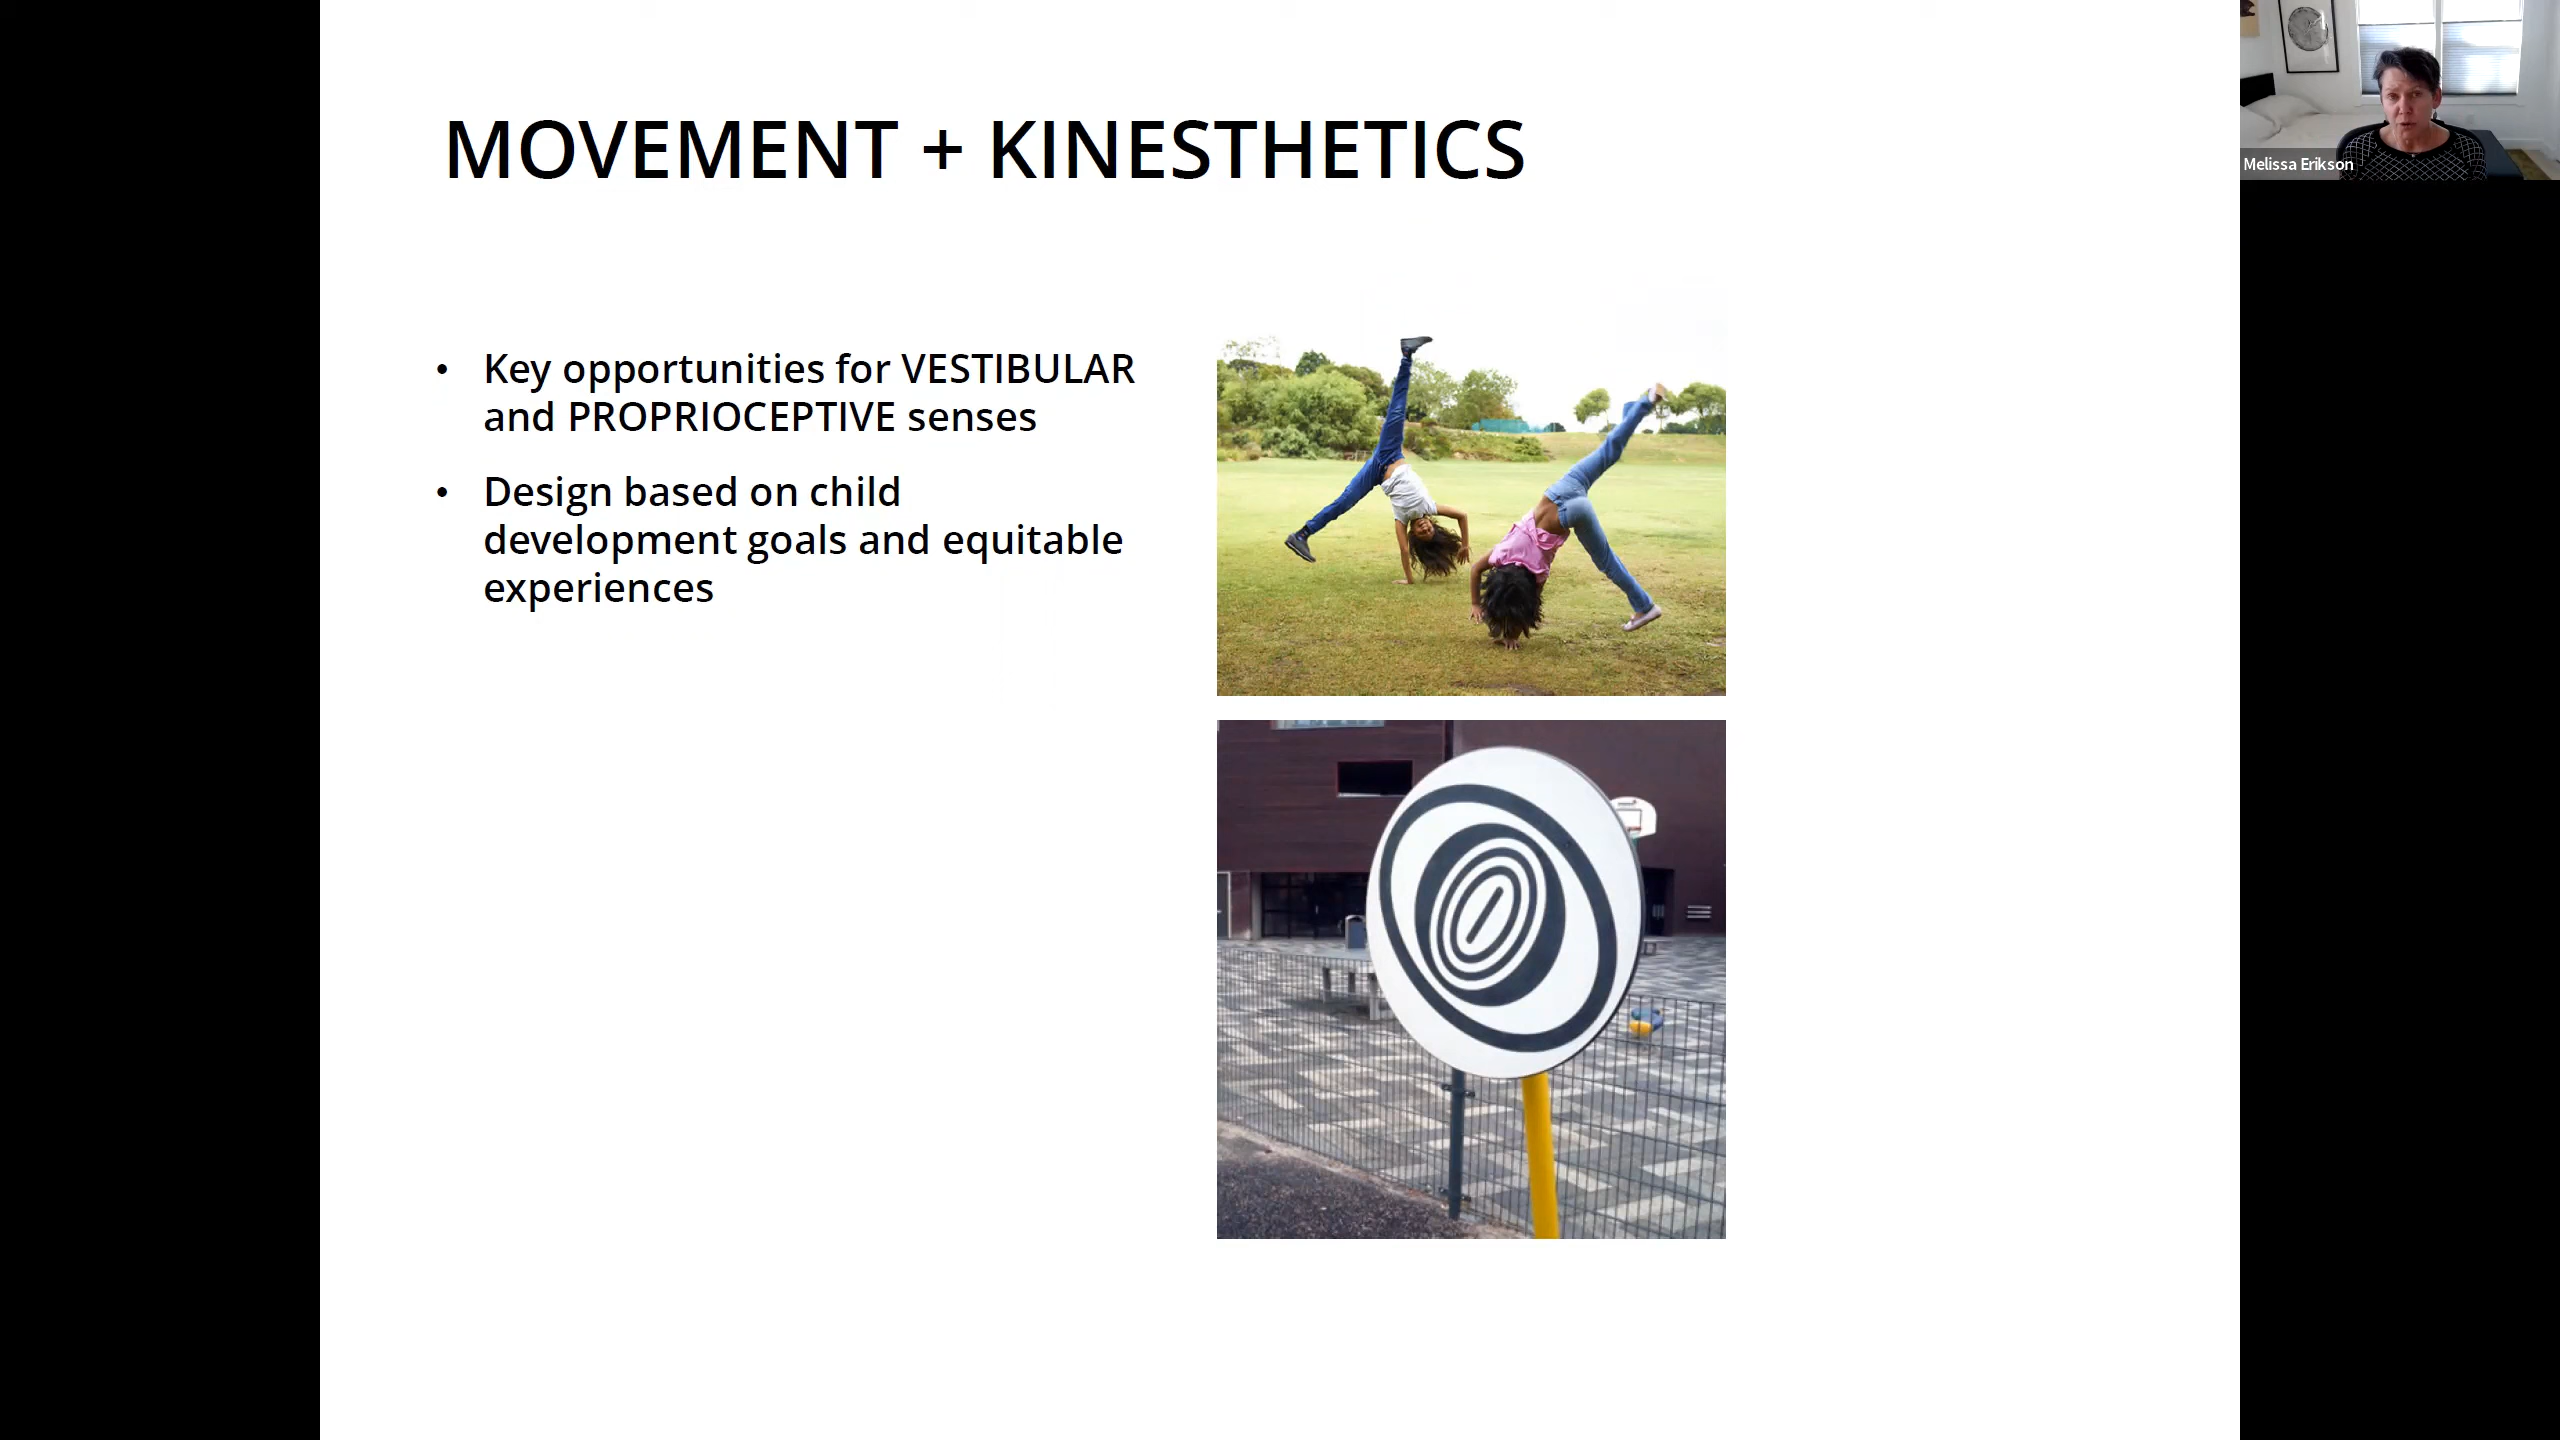 MOVEMENT + KINESTHETICS
Melissa Erikson
• Key opportunities for VESTIBULAR
and PROPRIOCEPTIVE senses
• Design based on child
development goals and equitable
experiences